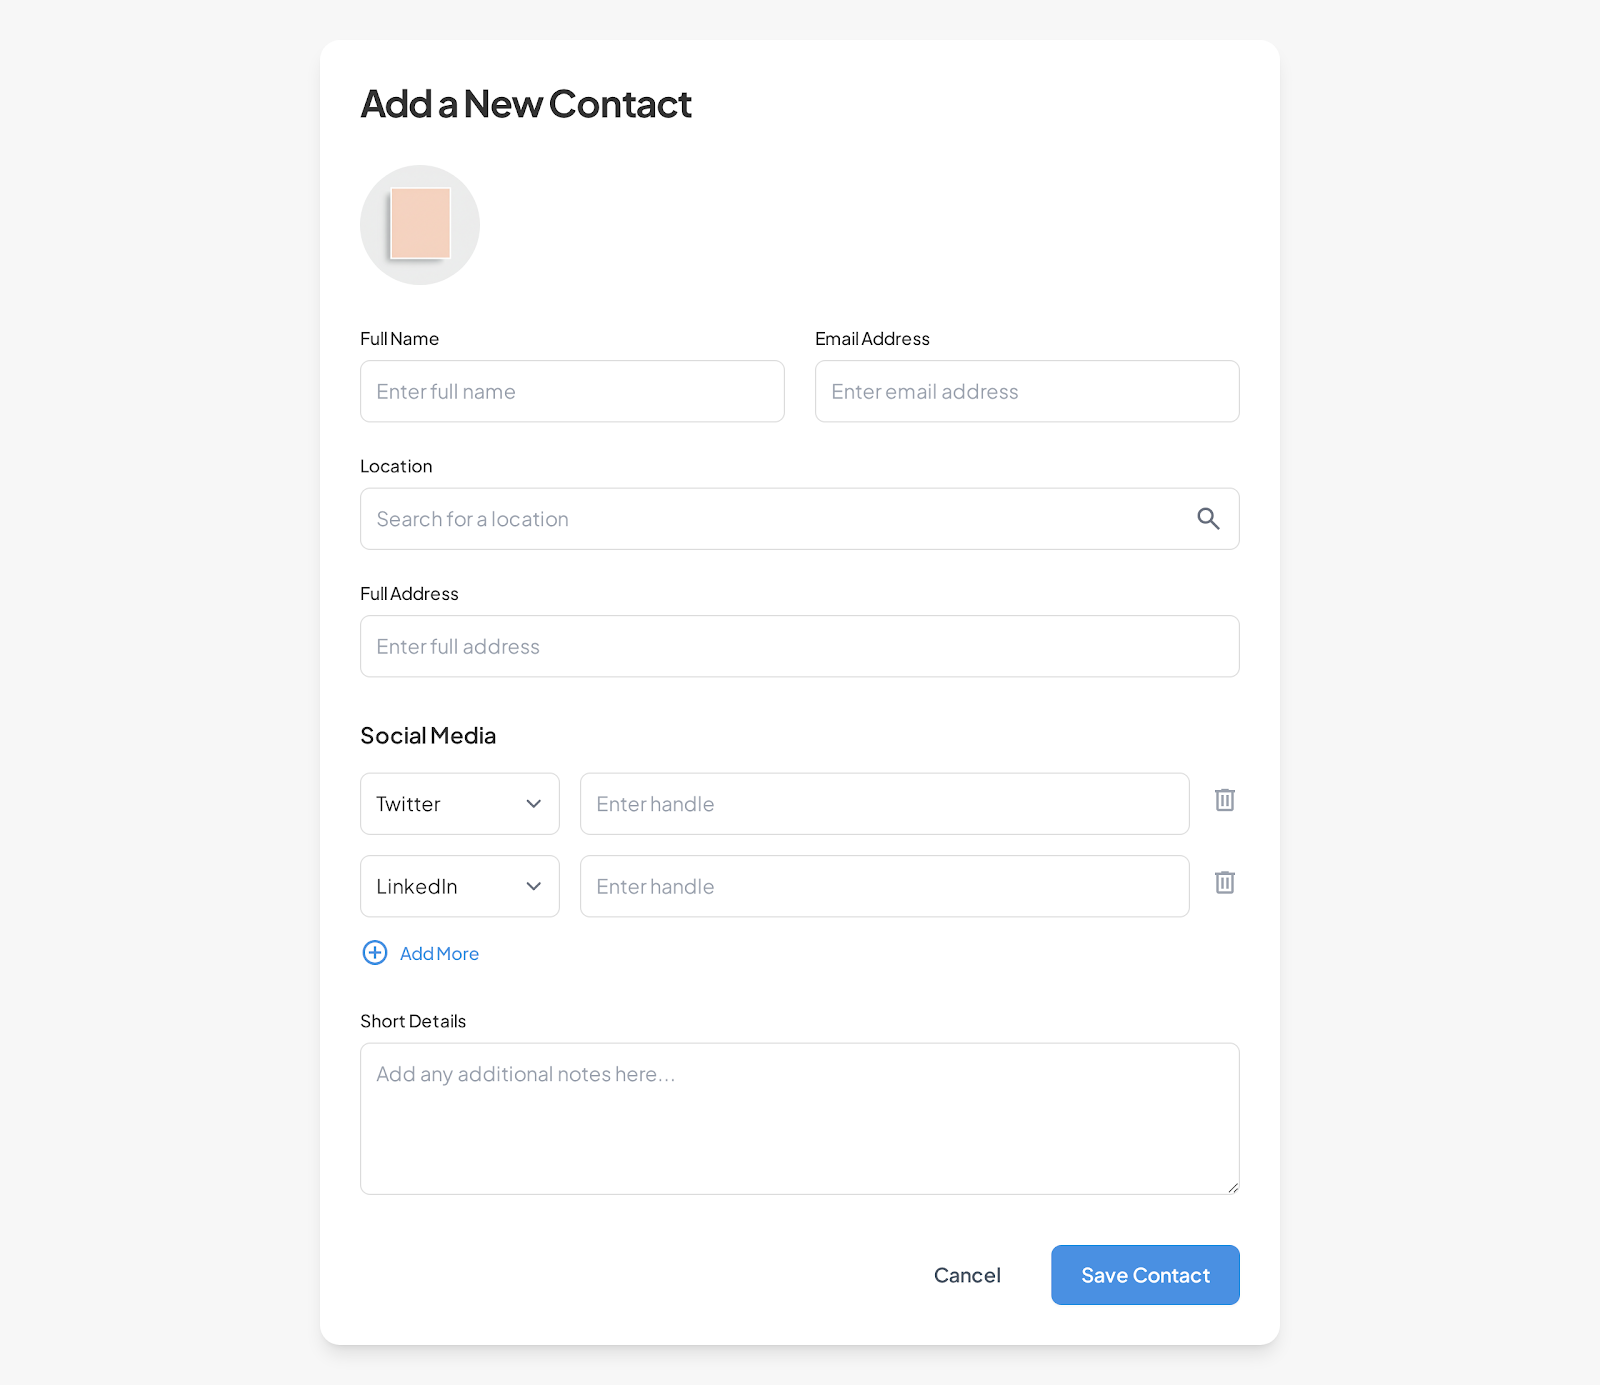 Add a New Contact
Full Name
Email Address
Enter full name
Enter email address
Location
Search for a location
Full Address
Enter full address
Social Media
Twitter
Enter handle
LinkedIn
Enter handle
Add More
Short Details
Add any additional notes here...
Cancel
Save Contact